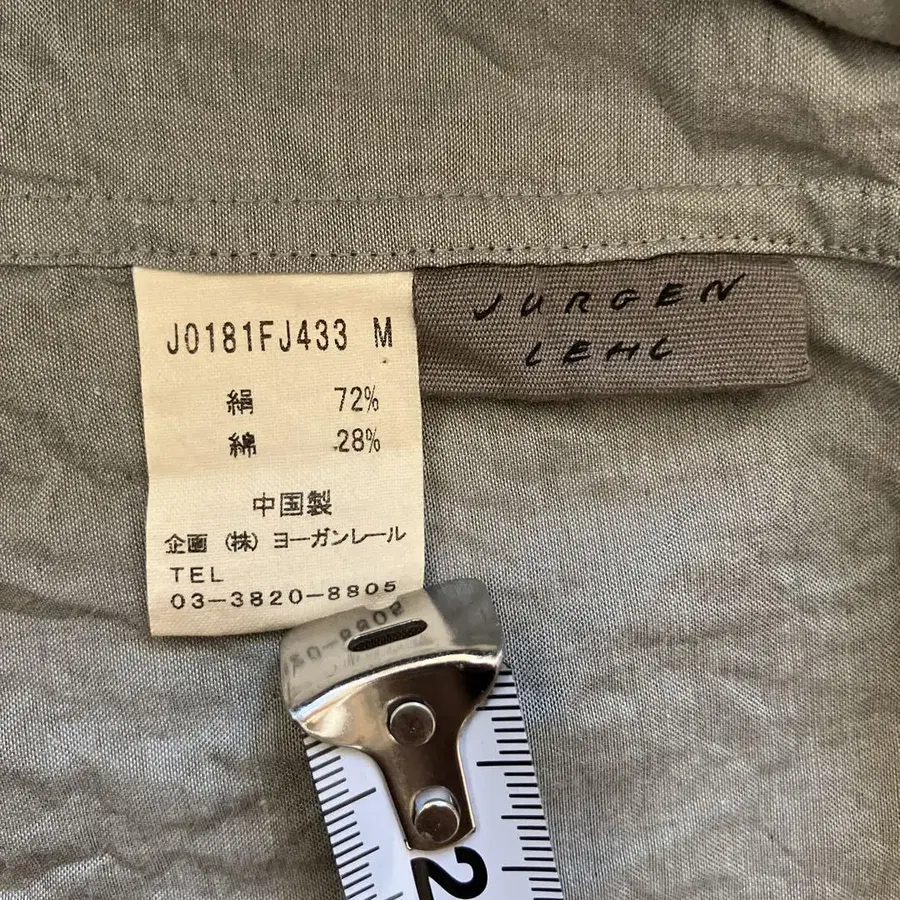 J0181FJ433 M
JURGEN
LEHL
絹 72%
綿 28%
中国製
企画 (株) ヨーガンレール
TEL
03-3820-8805
2